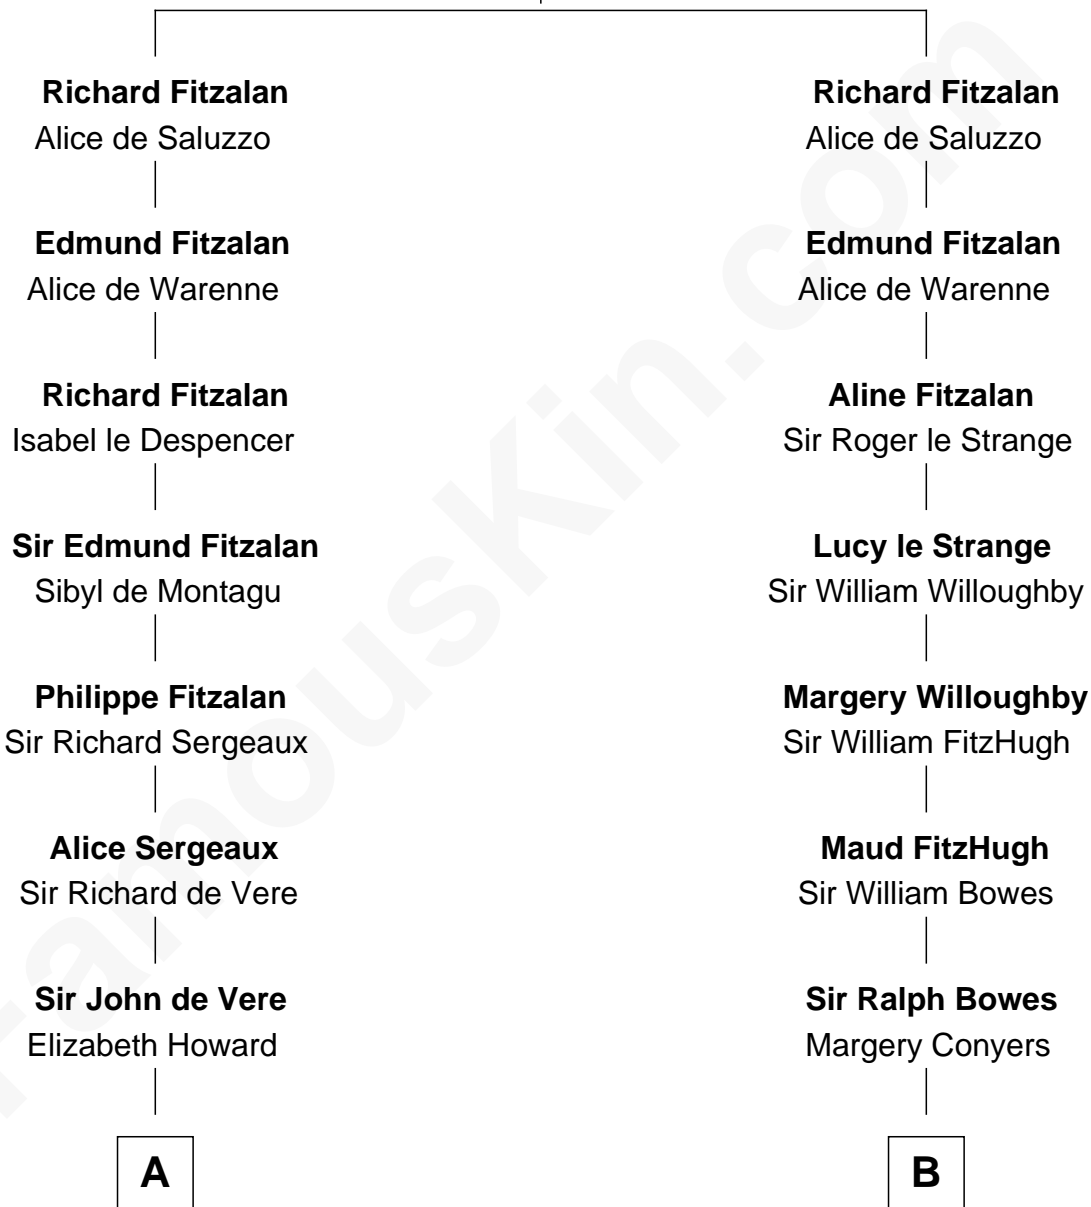 Richard Fitzalan
Alice de Saluzzo
Edmund Fitzalan
Alice de Warenne
Richard Fitzalan
Isabel le Despencer
Sir Edmund Fitzalan
Sibyl de Montagu
Philippe Fitzalan
Sir Richard Sergeaux
Alice Sergeaux
Sir Richard de Vere
Sir John de Vere
Elizabeth Howard
A
Richard Fitzalan
Alice de Saluzzo
Edmund Fitzalan
Alice de Warenne
Aline Fitzalan
Sir Roger le Strange
Lucy le Strange
Sir William Willoughby
Margery Willoughby
Sir William FitzHugh
Maud FitzHugh
Sir William Bowes
Sir Ralph Bowes
Margery Conyers
B
FamousKin.com